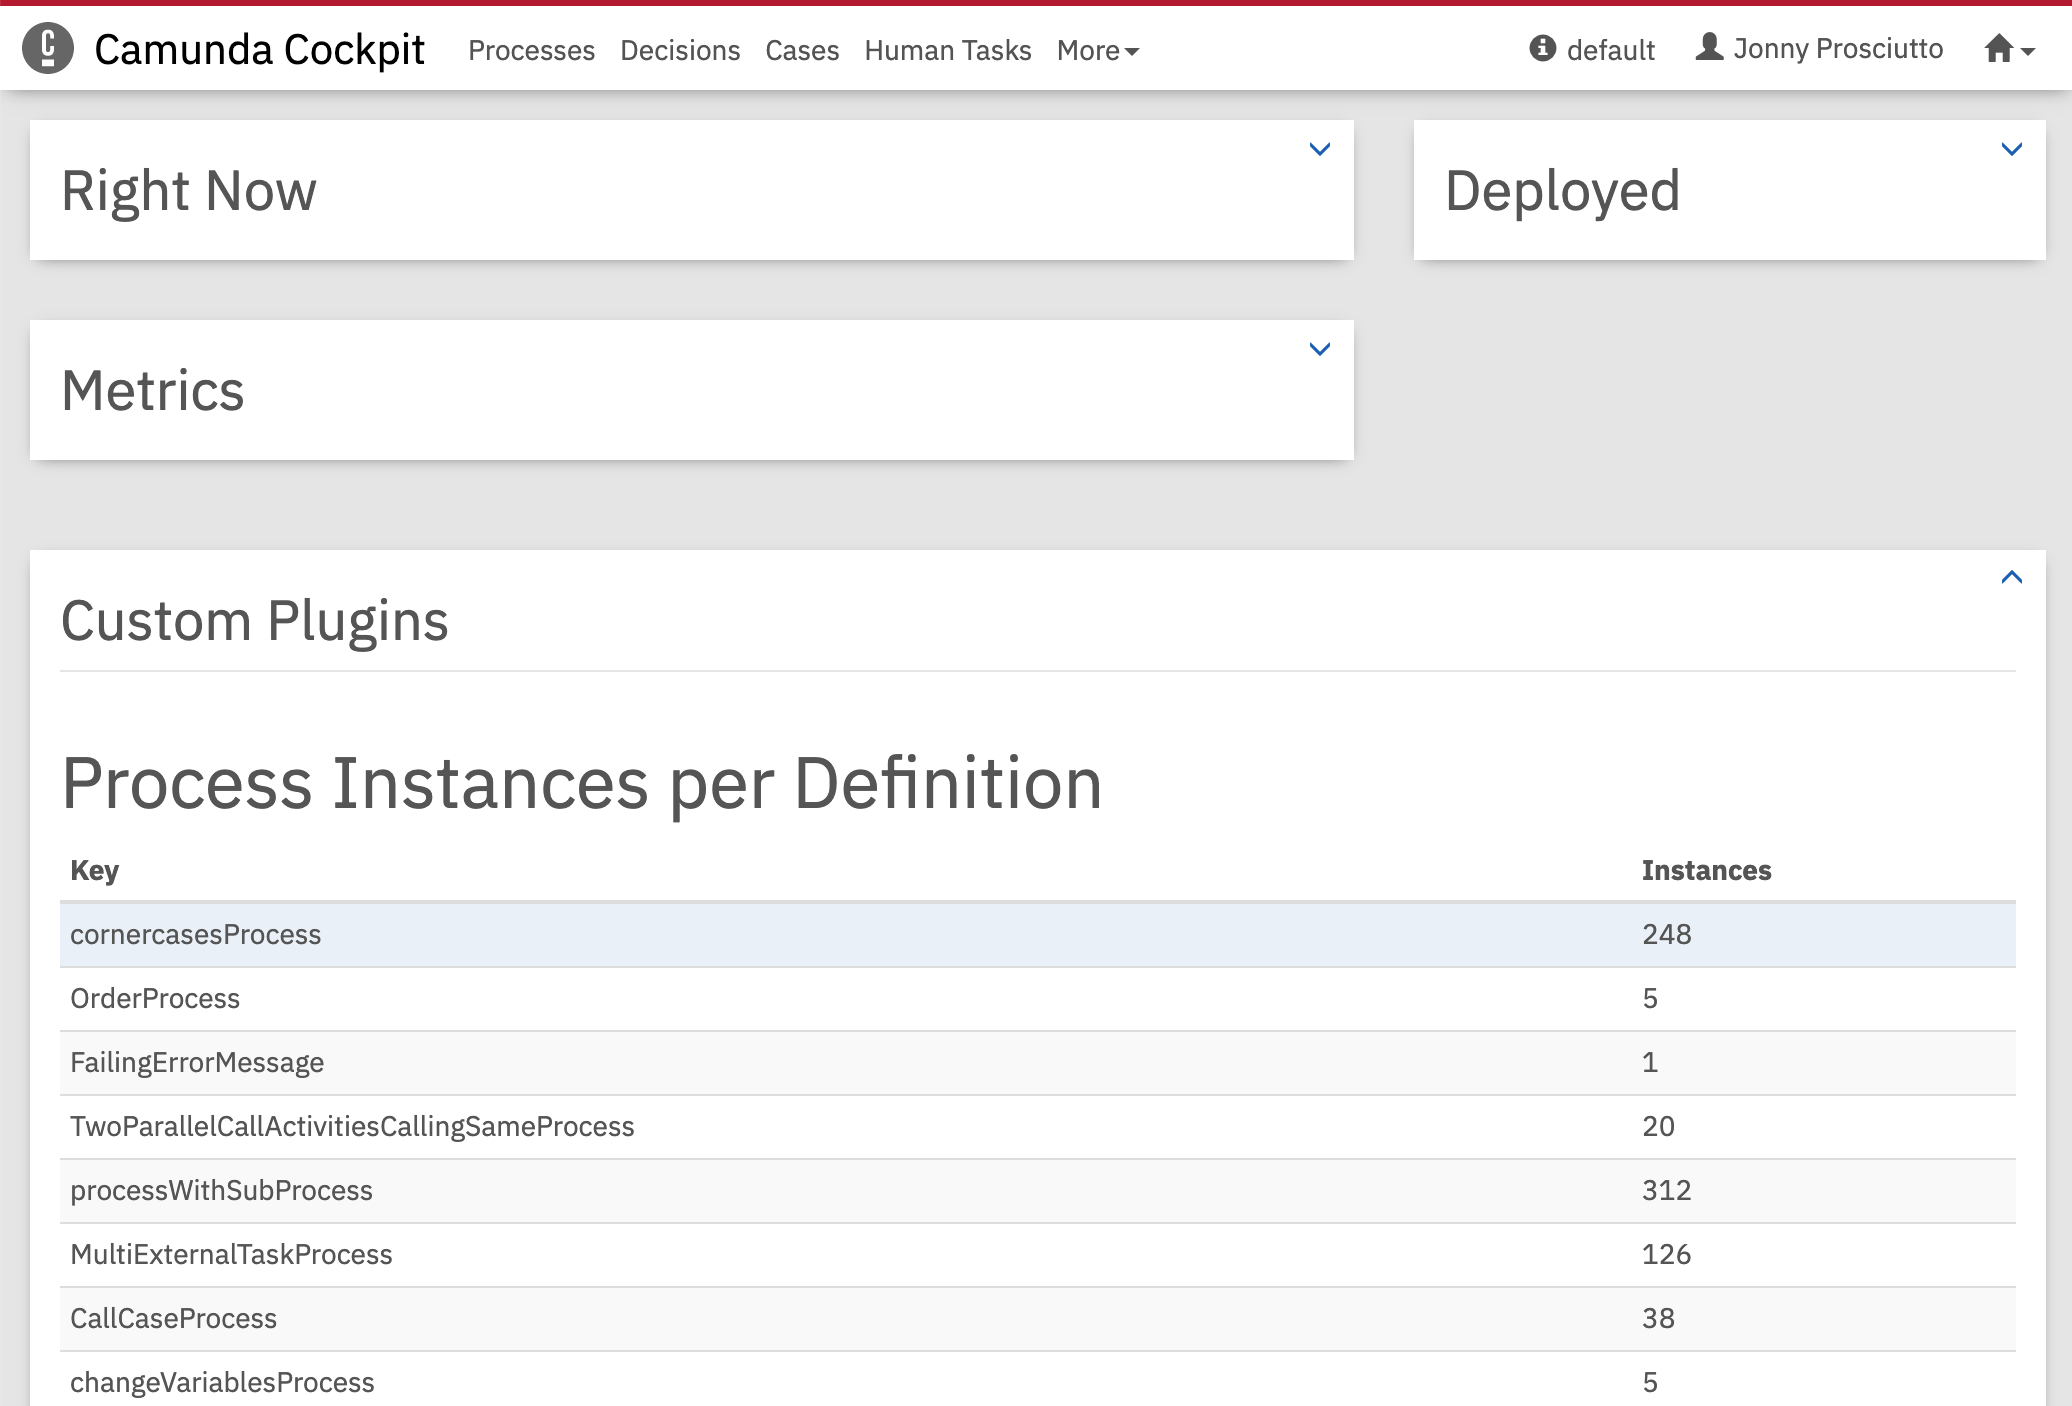 Camunda Cockpit Processes Decisions Cases Human Tasks More default Jonny Prosciutto
Right Now
Deployed
Metrics
Custom Plugins
Process Instances per Definition
Key Instances
cornercasesProcess 248
OrderProcess 5
FailingErrorMessage 1
TwoParallelCallActivitiesCallingSameProcess 20
processWithSubProcess 312
MultiExternalTaskProcess 126
CallCaseProcess 38
changeVariablesProcess 5